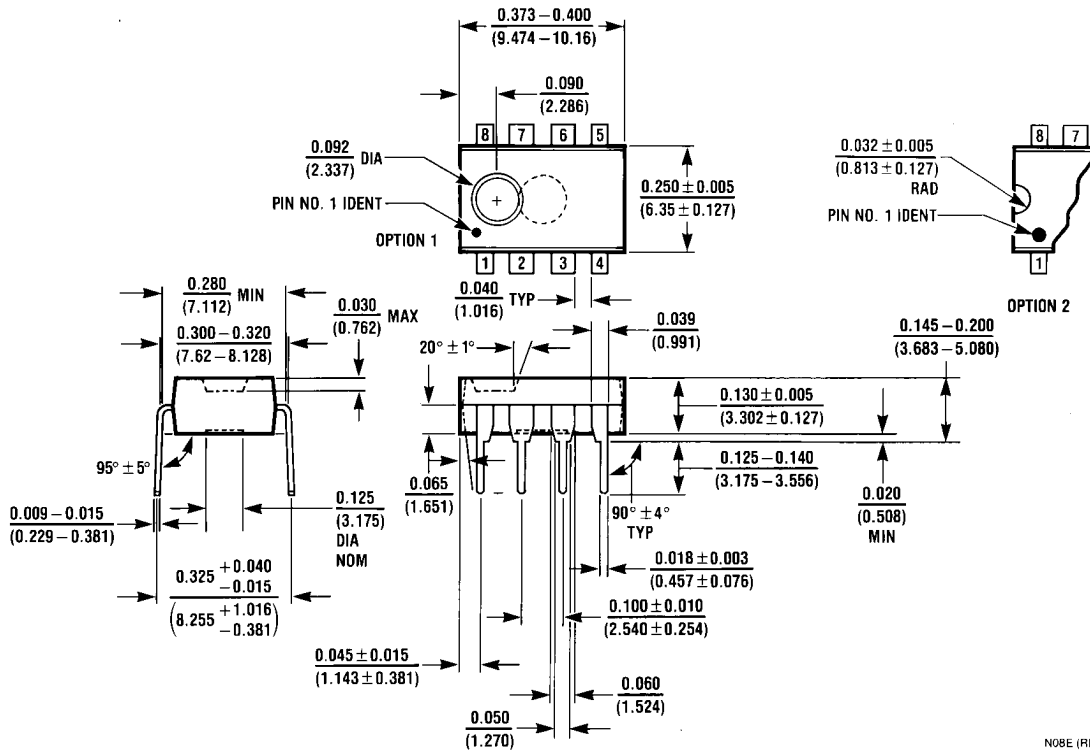 0.373 – 0.400
(9.474 – 10.16)
0.090
(2.286)
8 7 6 5
0.092 DIA
(2.337)
PIN NO. 1 IDENT
OPTION 1
1 2 3 4
0.250 ± 0.005
(6.35 ± 0.127)
8 7
0.032 ± 0.005
(0.813 ± 0.127)
RAD
PIN NO. 1 IDENT
1
OPTION 2
0.280 MIN
(7.112)
0.030 MAX
(0.762)
0.300 – 0.320
(7.62 – 8.128)
95° ± 5°
0.009 – 0.015
(0.229 – 0.381)
0.125
(3.175)
DIA
NOM
0.325 +0.040
–0.015
(8.255 +1.016
–0.381)
0.040 TYP
(1.016)
0.039
(0.991)
20° ± 1°
0.145 – 0.200
(3.683 – 5.080)
0.130 ± 0.005
(3.302 ± 0.127)
0.125 – 0.140
(3.175 – 3.556)
0.020
(0.508)
MIN
0.065
(1.651)
90° ± 4°
TYP
0.018 ± 0.003
(0.457 ± 0.076)
0.100 ± 0.010
(2.540 ± 0.254)
0.045 ± 0.015
(1.143 ± 0.381)
0.060
(1.524)
0.050
(1.270)
N08E